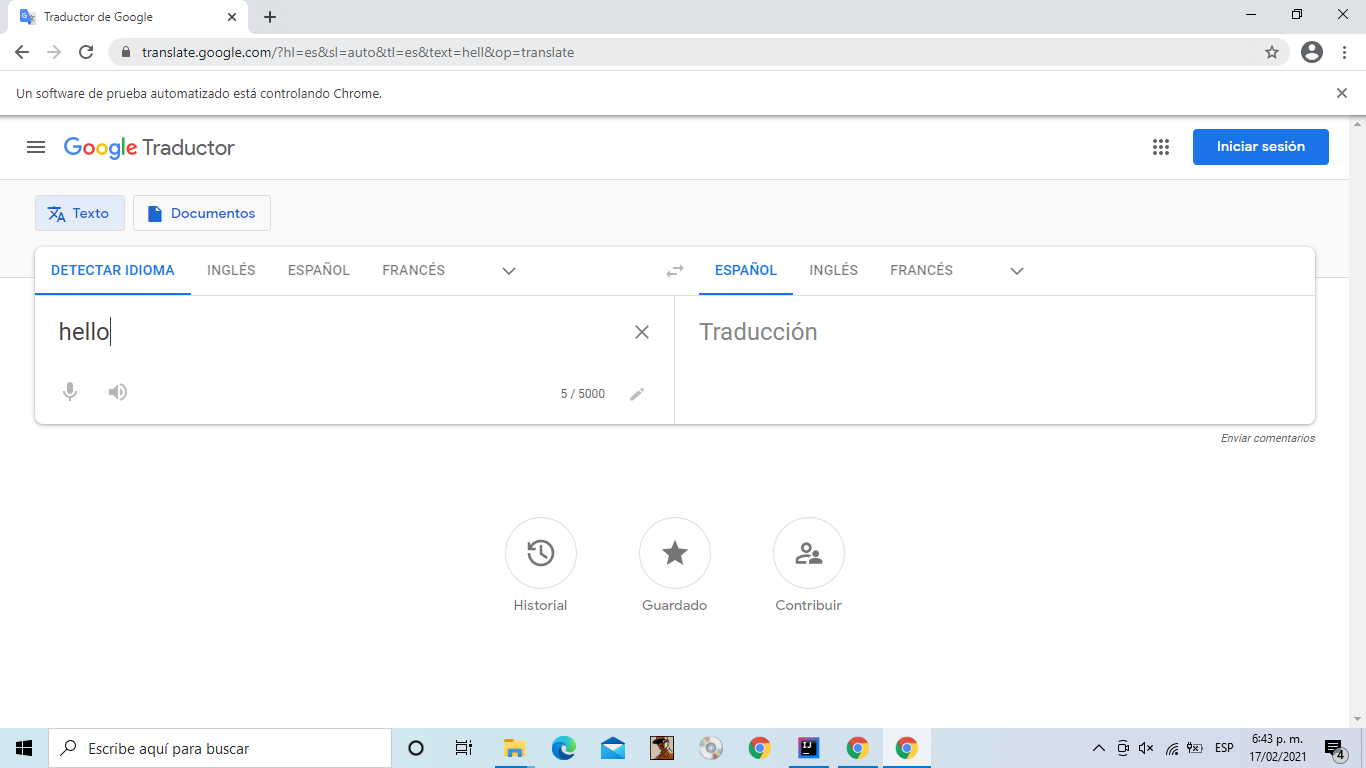 Traductor de Google
translate.google.com/?hl=es&sl=auto&tl=es&text=hell&op=translate
Un software de prueba automatizado está controlando Chrome.
Google Traductor
Iniciar sesión
Texto
Documentos
DETECTAR IDIOMA INGLÉS ESPAÑOL FRANCÉS
ESPAÑOL INGLÉS FRANCÉS
hello
Traducción
5 / 5000
Enviar comentarios
Historial
Guardado
Contribuir
Escribe aquí para buscar
ESP
6:43 p. m.
17/02/2021
4